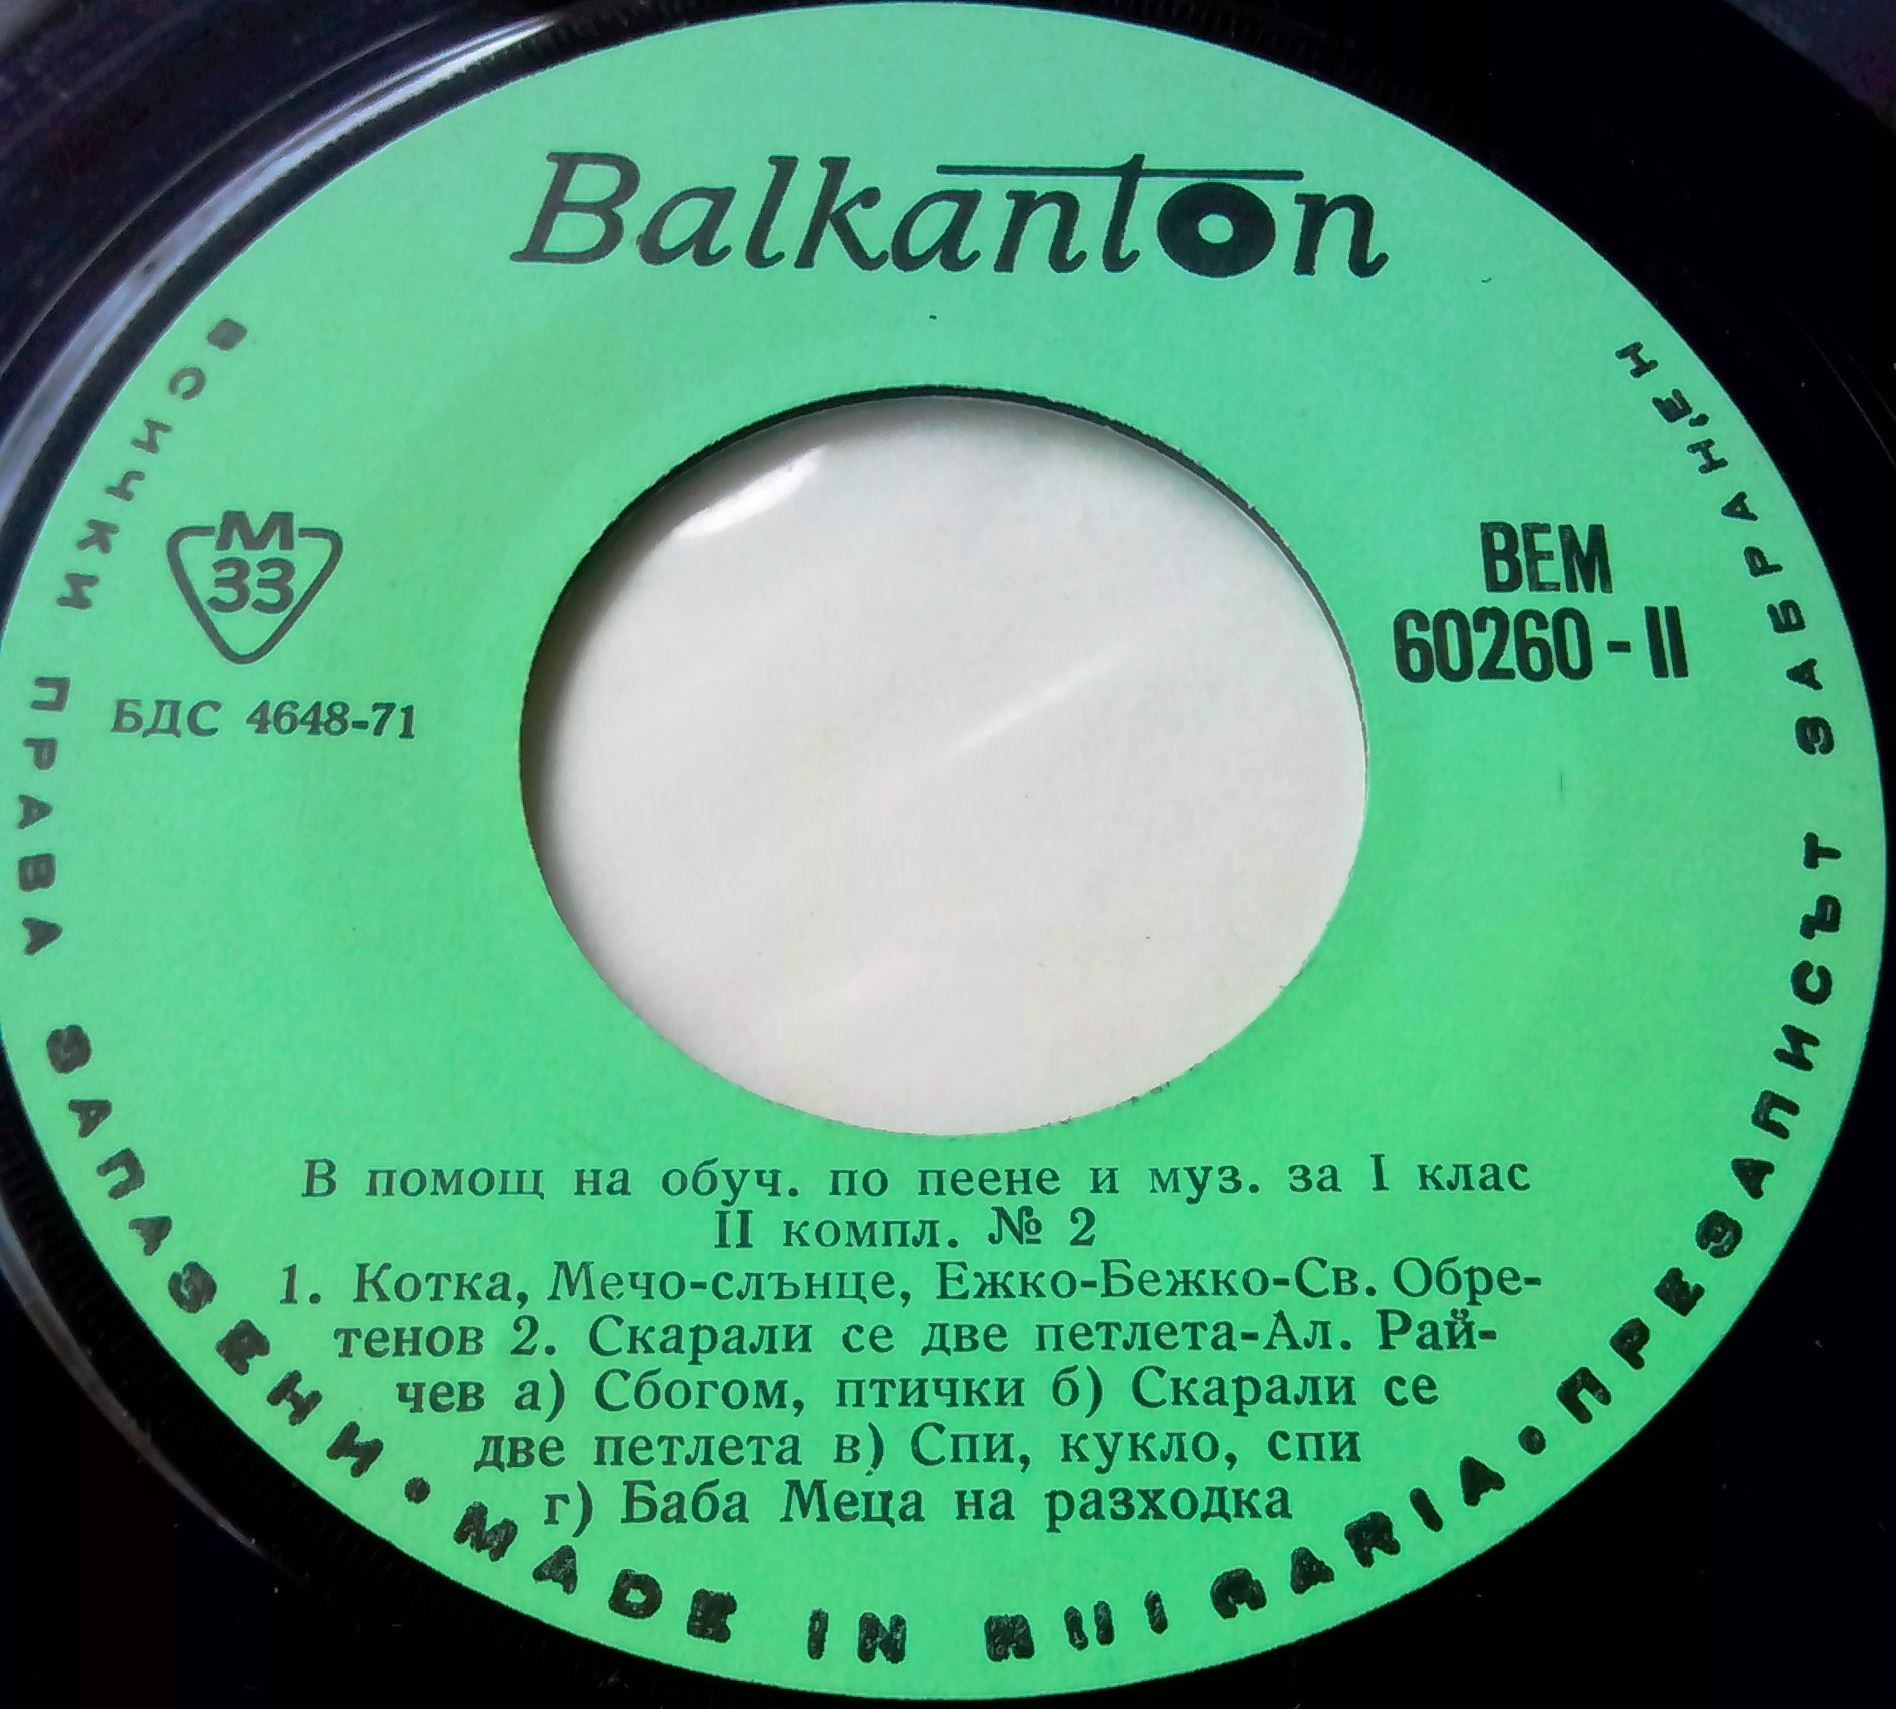 Balkanton
M
33
БДС 4648-71
ВЕМ
60260-II
В помощ на обуч. по пеене и муз. за I клас
II компл. № 2
1. Котка, Мечо-слънце, Ежко-Бежко-Св. Обре-
тенов 2. Скарали се две петлета-Ал. Рай-
чев а) Сбогом, птички б) Скарали се
две петлета в) Спи, кукло, спи
г) Баба Меца на разходка
ВСИЧКИ ПРАВА ЗАПАЗЕНИ • MADE IN BULGARIA • ПРЕЗАПИСЪТ ЗАБРАНЕН